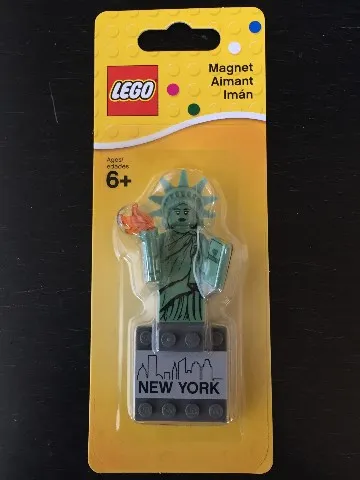 LEGO
Magnet
Aimant
Imán
Ages/
edades
6+
NEW YORK